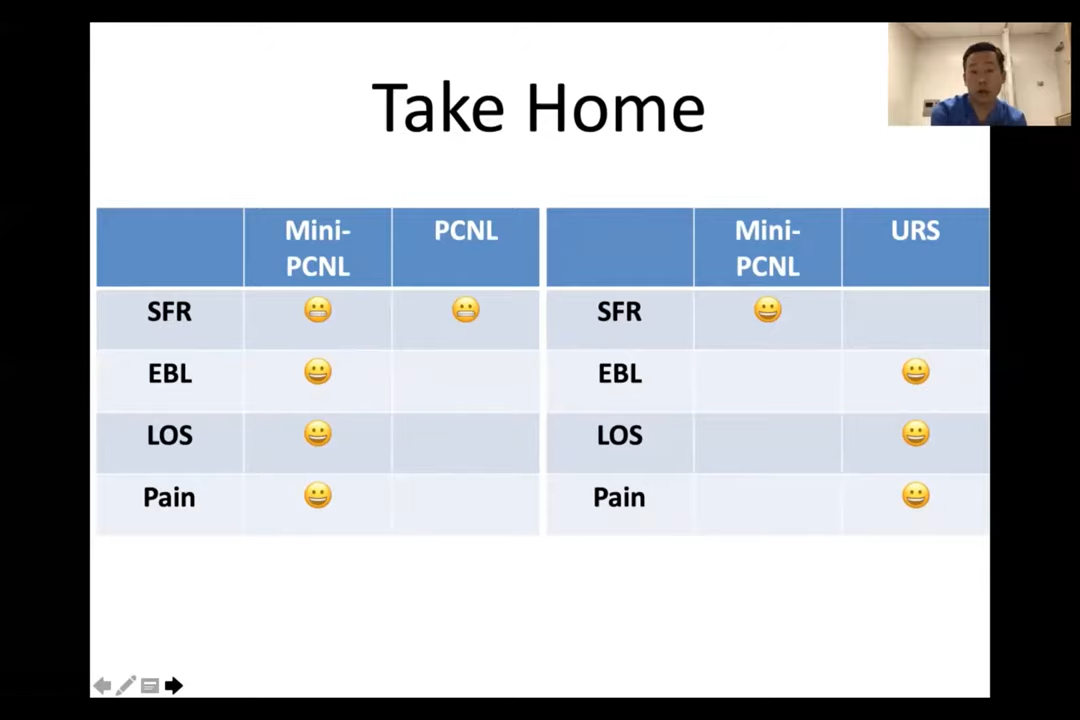 Take Home
Mini-
PCNL
PCNL
SFR 😬 😬
EBL 😀
LOS 😀
Pain 😀
Mini-
PCNL
URS
SFR 😀
EBL 😀
LOS 😀
Pain 😀